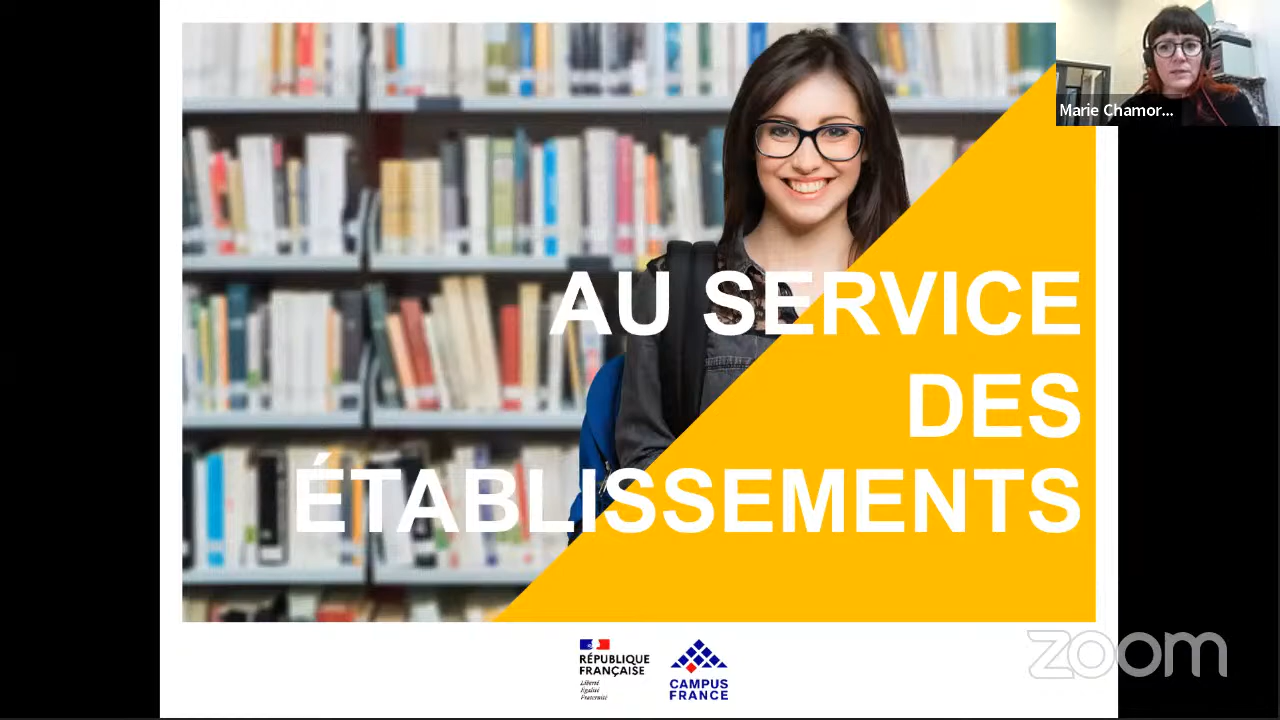 Marie Chamor...
AU SERVICE
DES
ÉTABLISSEMENTS
RÉPUBLIQUE
FRANÇAISE
Liberté
Égalité
Fraternité
CAMPUS
FRANCE
zoom